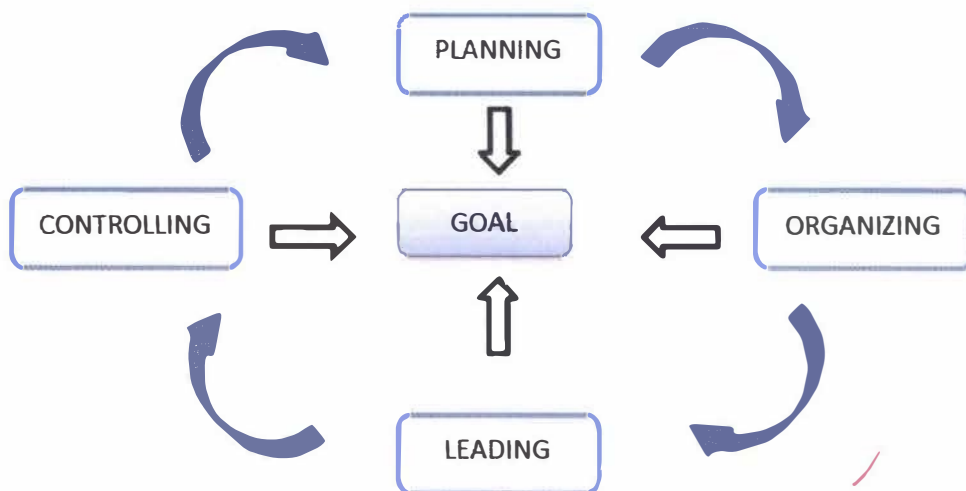 PLANNING
CONTROLLING
GOAL
ORGANIZING
LEADING